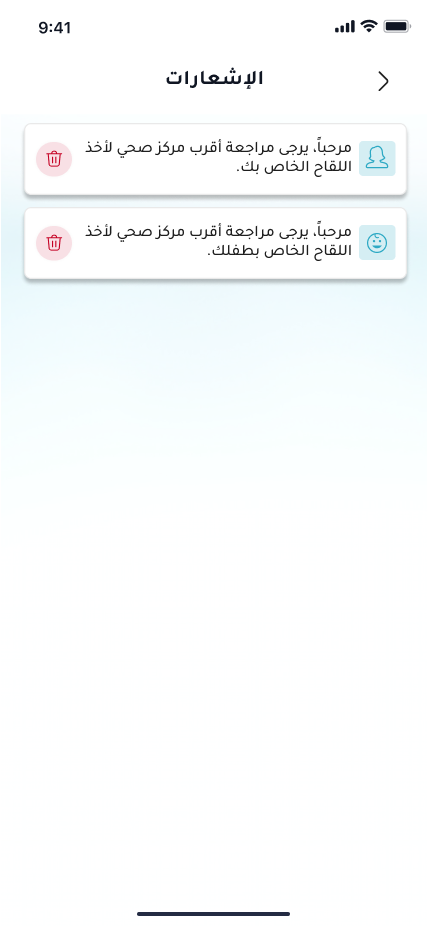 9:41
الإشعارات
مرحباً، يرجى مراجعة أقرب مركز صحي لأخذ
اللقاح الخاص بك.
مرحباً، يرجى مراجعة أقرب مركز صحي لأخذ
اللقاح الخاص بطفلك.